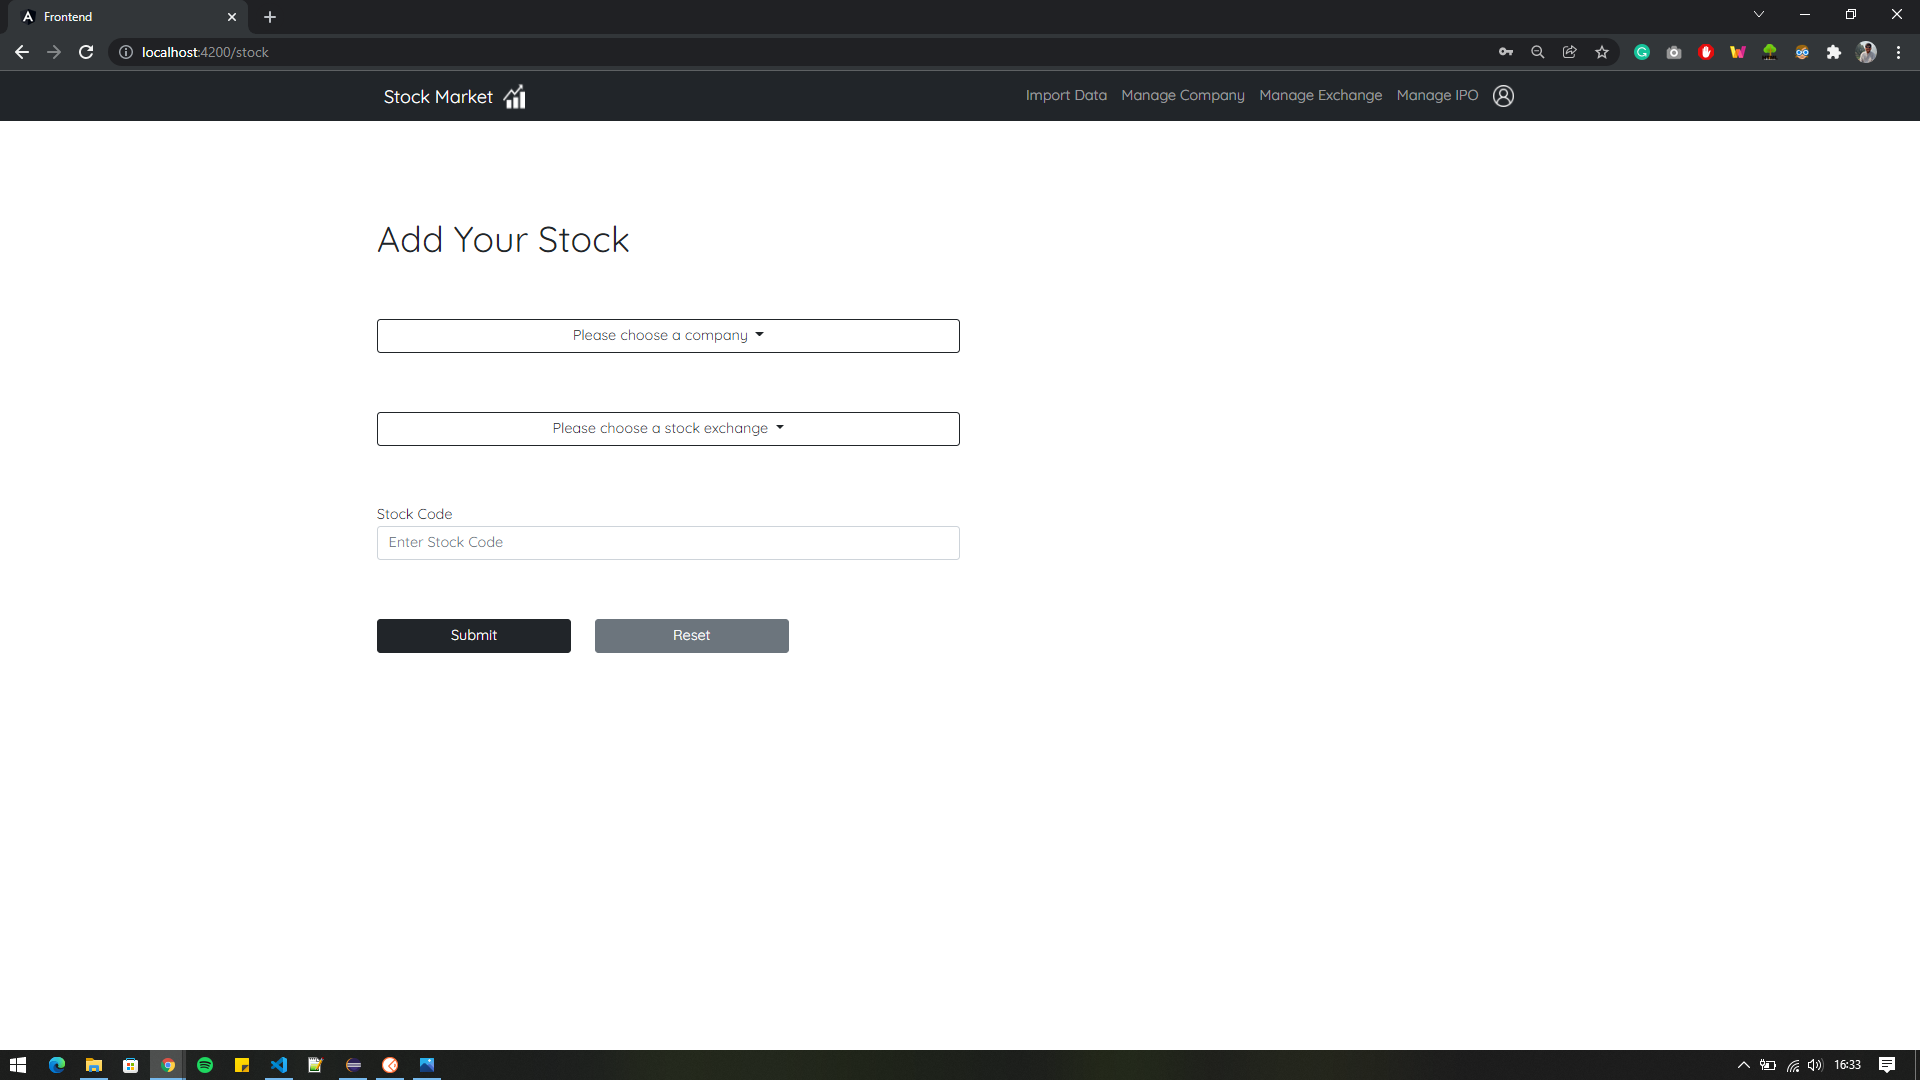 Frontend
localhost:4200/stock
Stock Market
Import Data Manage Company Manage Exchange Manage IPO
Add Your Stock
Please choose a company
Please choose a stock exchange
Stock Code
Enter Stock Code
Submit Reset
16:33